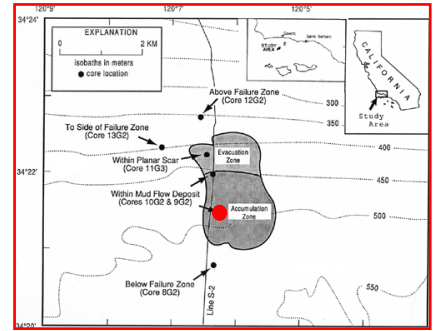 120°9' 120°7' 120°5'
34°24'
EXPLANATION
0 2 KM
isobaths in meters
core location
STUDY
AREA
CALIFORNIA
Study
Area
Above Failure Zone
(Core 12G2)
300
350
To Side of Failure Zone
(Core 13G2)
400
Evacuation
Zone
Within Planar Scar
(Core 11G3)
34°22'
450
Within Mud Flow Deposit
(Cores 10G2 & 9G2)
Accumulation
Zone
500
Below Failure Zone
(Core 8G2)
Line S-2
550
34°20'